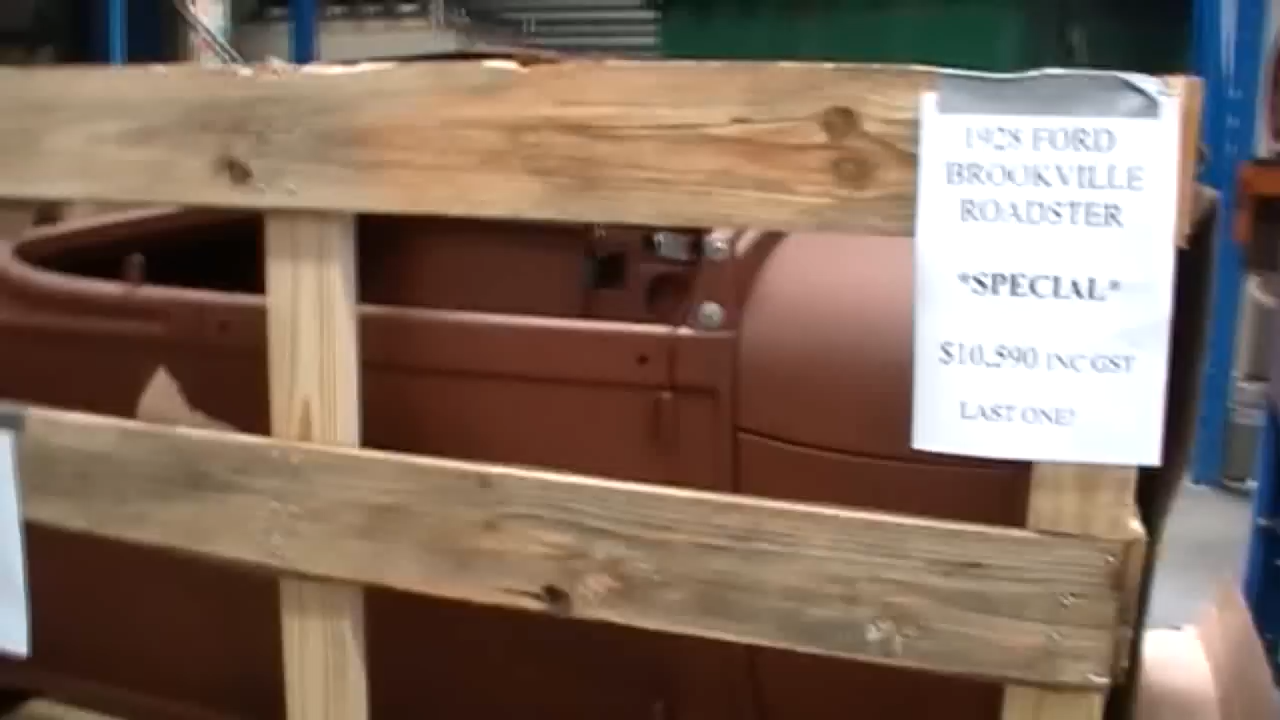 1928 FORD
BROOKVILLE
ROADSTER
*SPECIAL*
$10,590 INC GST
LAST ONE!